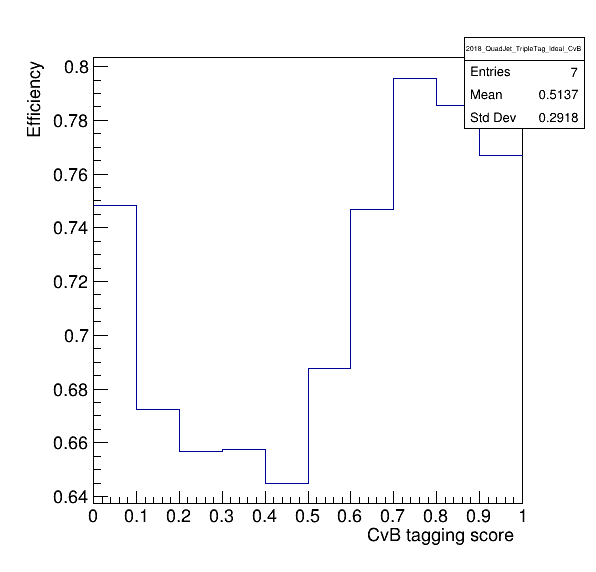 2018_QuadJet_TripleTag_Ideal_CvB
Entries 7
Mean 0.5137
Std Dev 0.2918
Efficiency
0.8
0.78
0.76
0.74
0.72
0.7
0.68
0.66
0.64
0 0.1 0.2 0.3 0.4 0.5 0.6 0.7 0.8 0.9 1
CvB tagging score